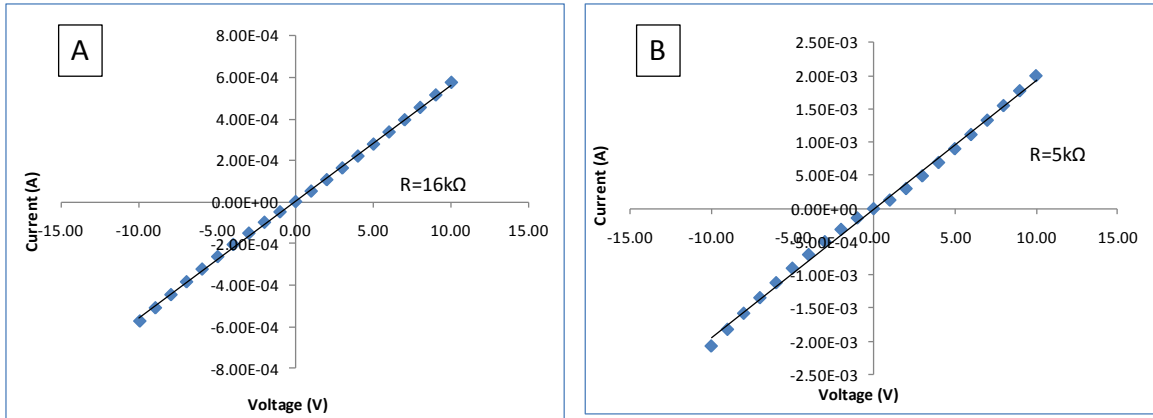 A
8.00E-04
6.00E-04
4.00E-04
2.00E-04
0.00E+00
-2.00E-04
-4.00E-04
-6.00E-04
-8.00E-04
-15.00 -10.00 -5.00 0.00 5.00 10.00 15.00
Current (A)
Voltage (V)
R=16kΩ
B
2.50E-03
2.00E-03
1.50E-03
1.00E-03
5.00E-04
0.00E+00
-5.00E-04
-1.00E-03
-1.50E-03
-2.00E-03
-2.50E-03
-15.00 -10.00 -5.00 0.00 5.00 10.00 15.00
Current (A)
Voltage (V)
R=5kΩ